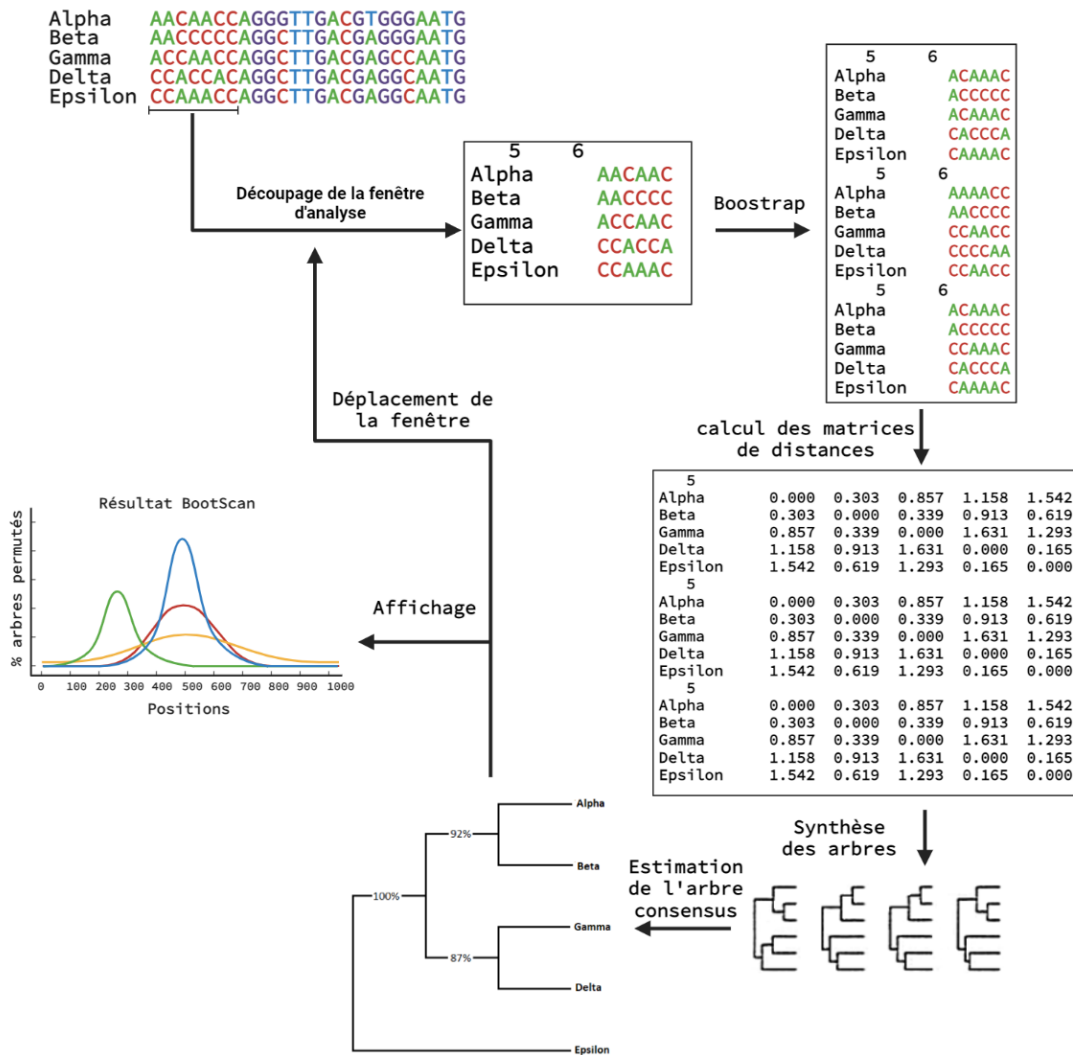 Alpha AACAACCAGGGTTGACGTGGGAATG
Beta AACCCCCAGGCTTGACGAGGGAATG
Gamma ACCAACCAGGCTTGACGAGCCAATG
Delta CCACCACAGGCTTGACGAGGCAATG
Epsilon CCAAACCAGGCTTGACGAGGCAATG
Découpage de la fenêtre
d'analyse
5 6
Alpha AACAAC
Beta AACCCC
Gamma ACCAAC
Delta CCACCA
Epsilon CCAAAC
Boostrap
5 6
Alpha ACAAAC
Beta ACCCCC
Gamma ACAAAC
Delta CACCCA
Epsilon CAAAAC
5 6
Alpha AAAACC
Beta AACCCC
Gamma CCAACC
Delta CCCCAA
Epsilon CCAACC
5 6
Alpha ACAAAC
Beta ACCCCC
Gamma CCAAAC
Delta CACCCA
Epsilon CAAAAC
calcul des matrices
de distances
5
Alpha 0.000 0.303 0.857 1.158 1.542
Beta 0.303 0.000 0.339 0.913 0.619
Gamma 0.857 0.339 0.000 1.631 1.293
Delta 1.158 0.913 1.631 0.000 0.165
Epsilon 1.542 0.619 1.293 0.165 0.000
5
Alpha 0.000 0.303 0.857 1.158 1.542
Beta 0.303 0.000 0.339 0.913 0.619
Gamma 0.857 0.339 0.000 1.631 1.293
Delta 1.158 0.913 1.631 0.000 0.165
Epsilon 1.542 0.619 1.293 0.165 0.000
5
Alpha 0.000 0.303 0.857 1.158 1.542
Beta 0.303 0.000 0.339 0.913 0.619
Gamma 0.857 0.339 0.000 1.631 1.293
Delta 1.158 0.913 1.631 0.000 0.165
Epsilon 1.542 0.619 1.293 0.165 0.000
Synthèse
des arbres
Estimation
de l'arbre
consensus
Alpha
92%
Beta
100%
Gamma
87%
Delta
Epsilon
Déplacement de
la fenêtre
Affichage
Résultat BootScan
% arbres permutés
0 100 200 300 400 500 600 700 800 900 1000
Positions